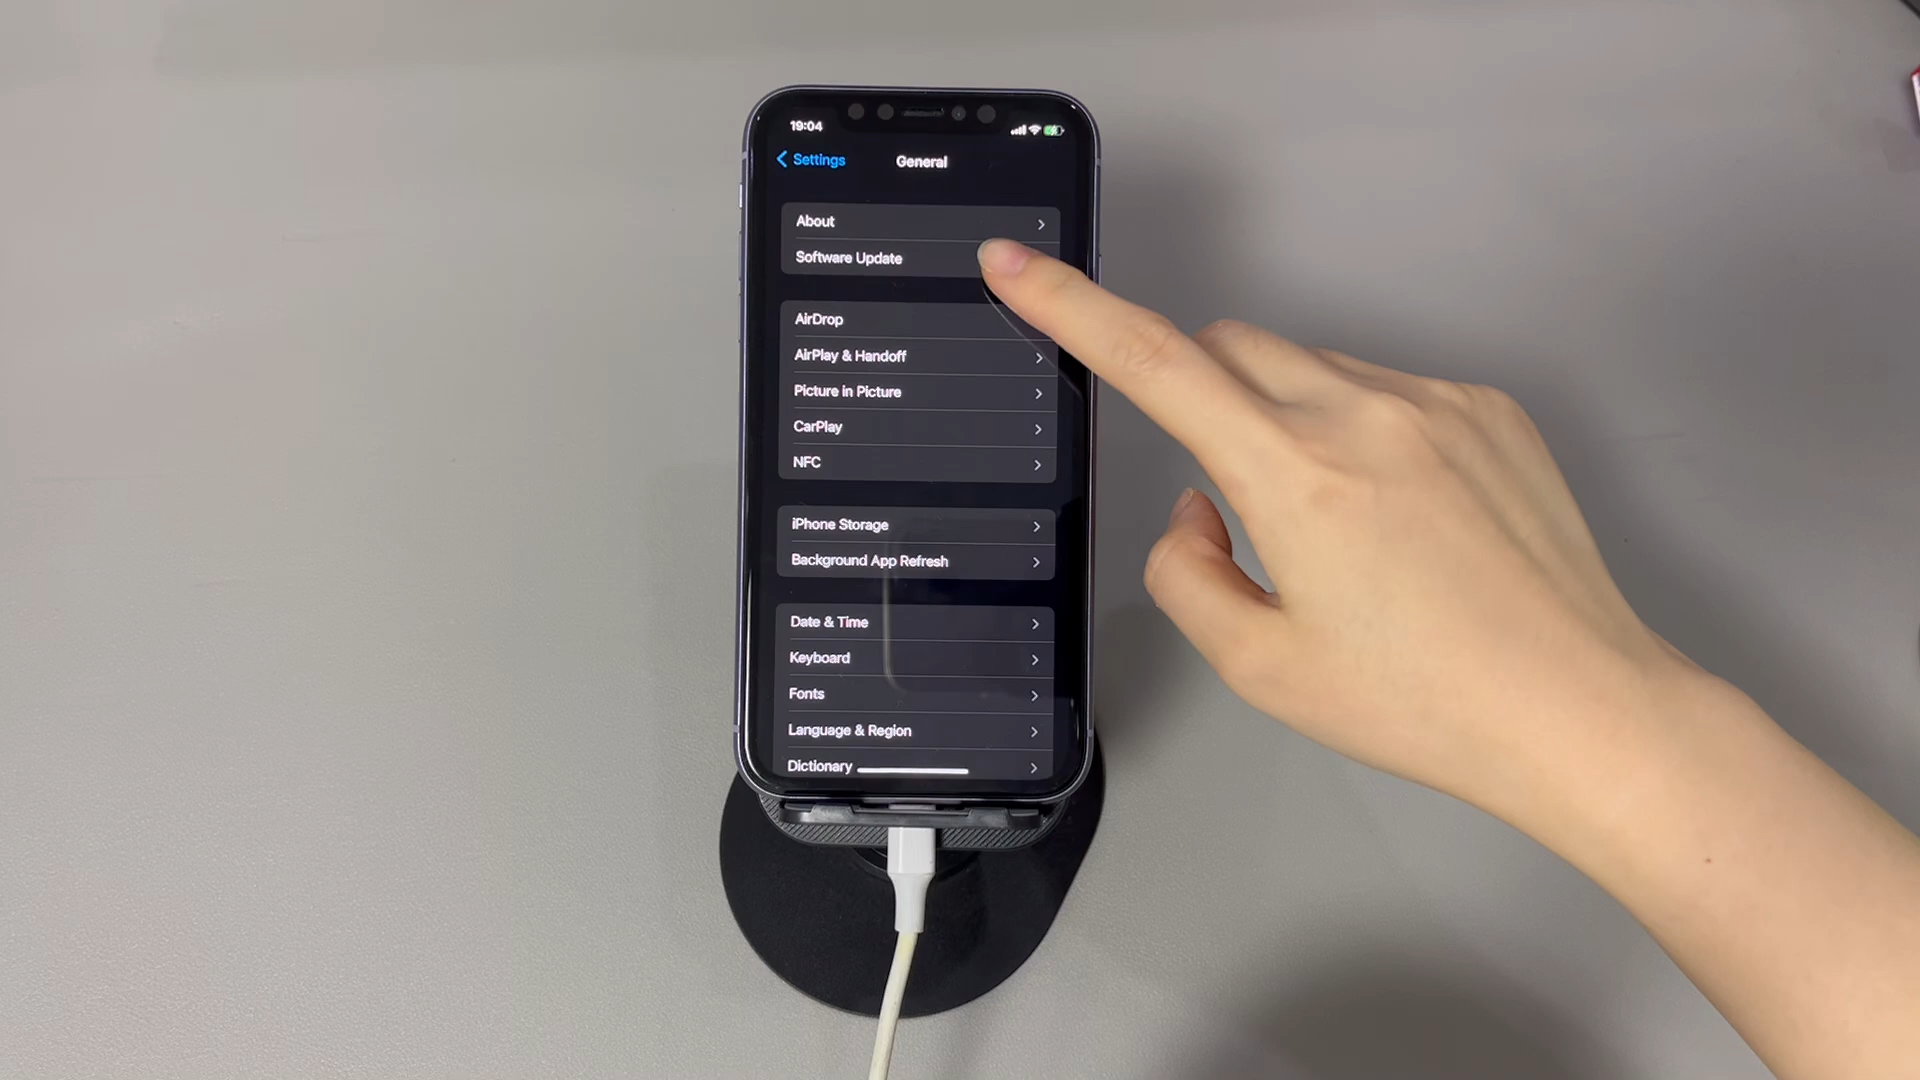 19:04
Settings
General
About
Software Update
AirDrop
AirPlay & Handoff
Picture in Picture
CarPlay
NFC
iPhone Storage
Background App Refresh
Date & Time
Keyboard
Fonts
Language & Region
Dictionary